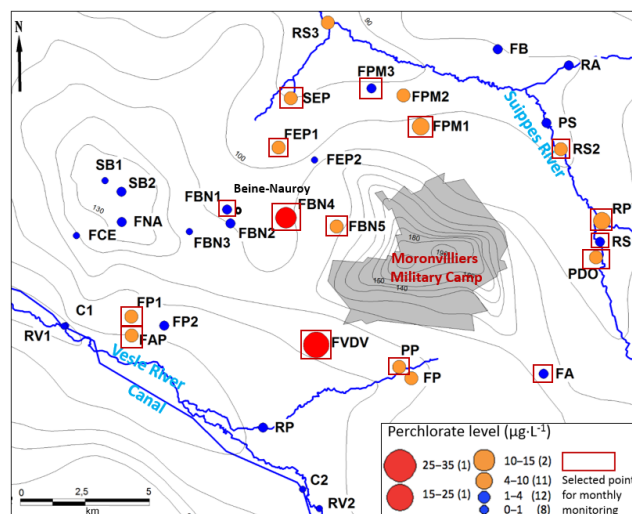 N
RS3
80
FB
RA
FPM3
SEP
FPM2
Suippes River
PS
FPM1
FEP1
RS2
100
FEP2
SB1
SB2
FBN1
Beine-Nauroy
FBN4
130
FNA
FCE
FBN3
FBN2
FBN5
180
RP
RS
PDO
Moronvilliers
Military Camp
160
140
C1
FP1
RV1
FP2
FAP
FVDV
PP
FP
FA
Vesle River
Canal
100
RP
C2
RV2
0 2,5 5
km
Perchlorate level (µg·L⁻¹)
25–35 (1)
15–25 (1)
10–15 (2)
4–10 (11)
1–4 (12)
0–1 (8)
Selected point
for monthly
monitoring